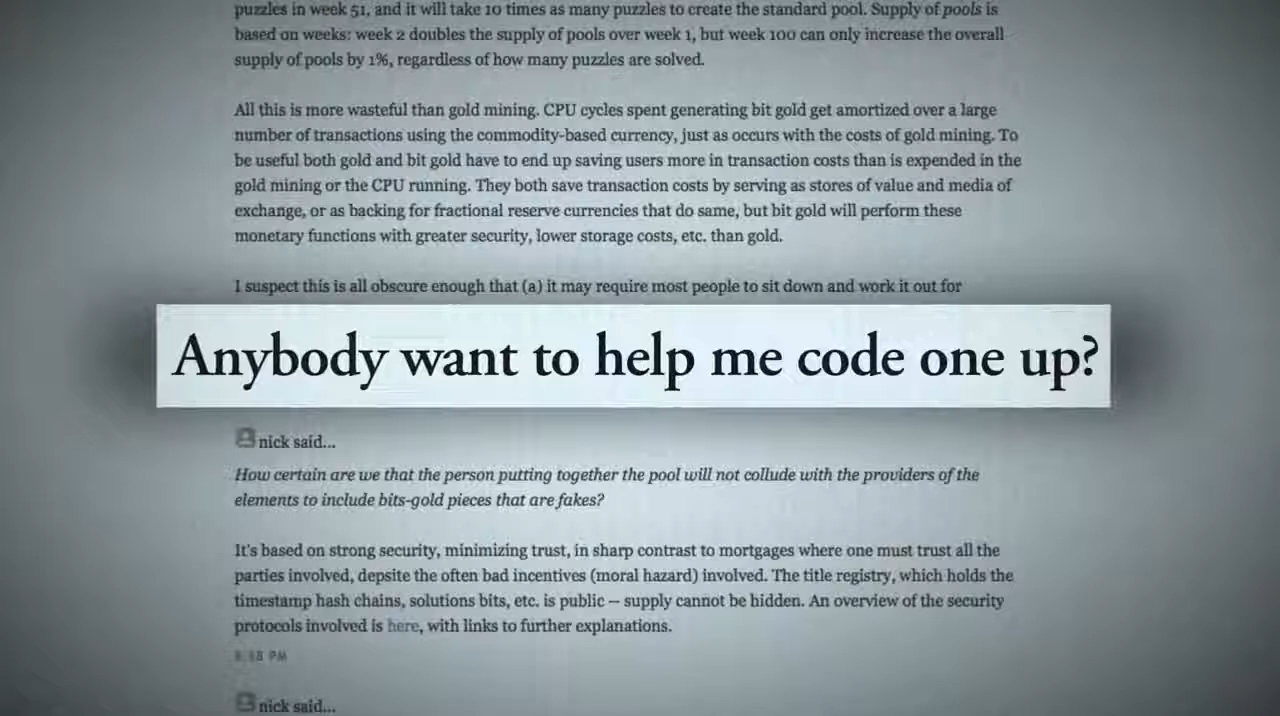 puzzles in week 51, and it will take 10 times as many puzzles to create the standard pool. Supply of pools is
based on weeks: week 2 doubles the supply of pools over week 1, but week 100 can only increase the overall
supply of pools by 1%, regardless of how many puzzles are solved.
All this is more wasteful than gold mining. CPU cycles spent generating bit gold get amortized over a large
number of transactions using the commodity-based currency, just as occurs with the costs of gold mining. To
be useful both gold and bit gold have to end up saving users more in transaction costs than is expended in the
gold mining or the CPU running. They both save transaction costs by serving as stores of value and media of
exchange, or as backing for fractional reserve currencies that do same, but bit gold will perform these
monetary functions with greater security, lower storage costs, etc. than gold.
I suspect this is all obscure enough that (a) it may require most people to sit down and work it out for
Anybody want to help me code one up?
nick said...
How certain are we that the person putting together the pool will not collude with the providers of the
elements to include bits-gold pieces that are fakes?
It's based on strong security, minimizing trust, in sharp contrast to mortgages where one must trust all the
parties involved, depsite the often bad incentives (moral hazard) involved. The title registry, which holds the
timestamp hash chains, solutions bits, etc. is public – supply cannot be hidden. An overview of the security
protocols involved is here, with links to further explanations.
PM
nick said...